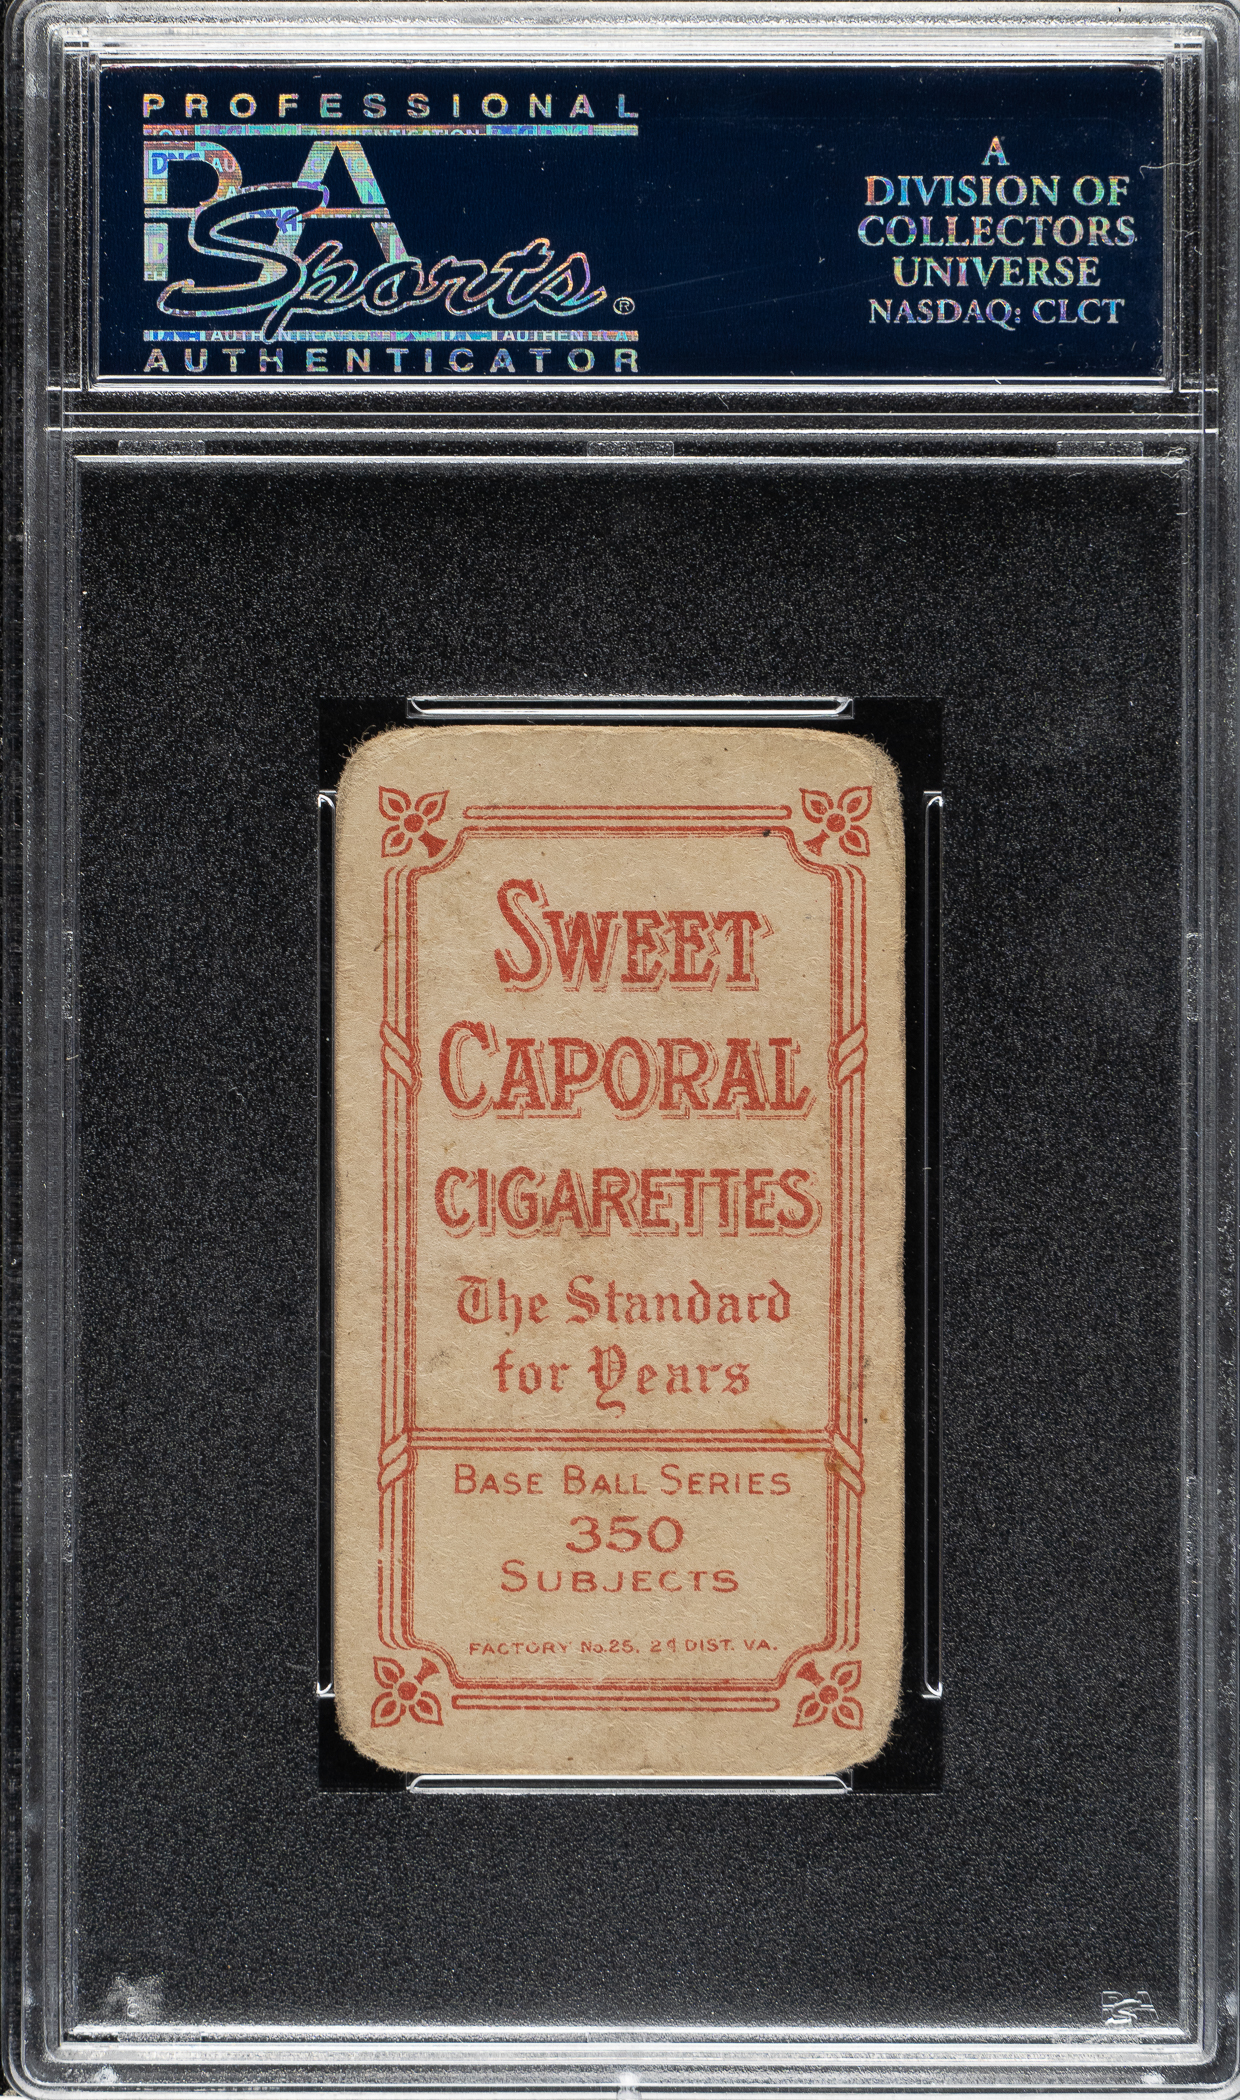 PROFESSIONAL
PSA
Sports®
AUTHENTICATOR
A
DIVISION OF
COLLECTORS
UNIVERSE
NASDAQ: CLCT
SWEET
CAPORAL
CIGARETTES
The Standard
for Years
BASE BALL SERIES
350
SUBJECTS
FACTORY No. 25, 2d DIST. VA.
PSA